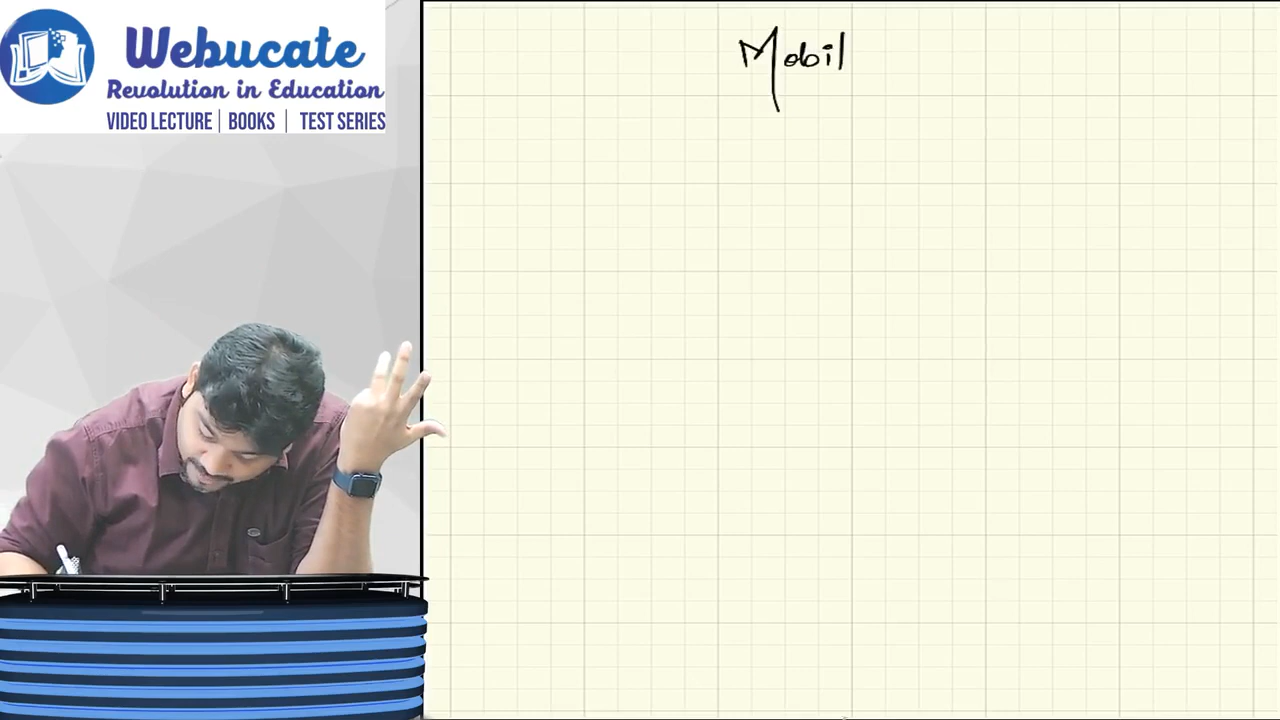 Webucate
Revolution in Education
VIDEO LECTURE | BOOKS | TEST SERIES
Mobil